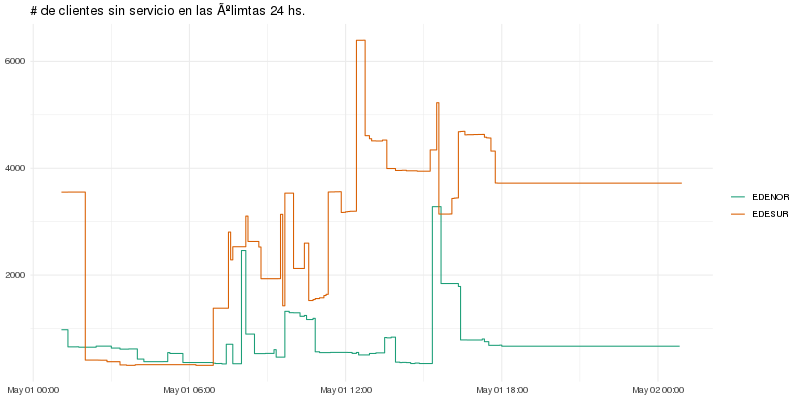 # de clientes sin servicio en las Ãºlimtas 24 hs.
6000
4000
2000
May 01 00:00
May 01 06:00
May 01 12:00
May 01 18:00
May 02 00:00
EDENOR
EDESUR